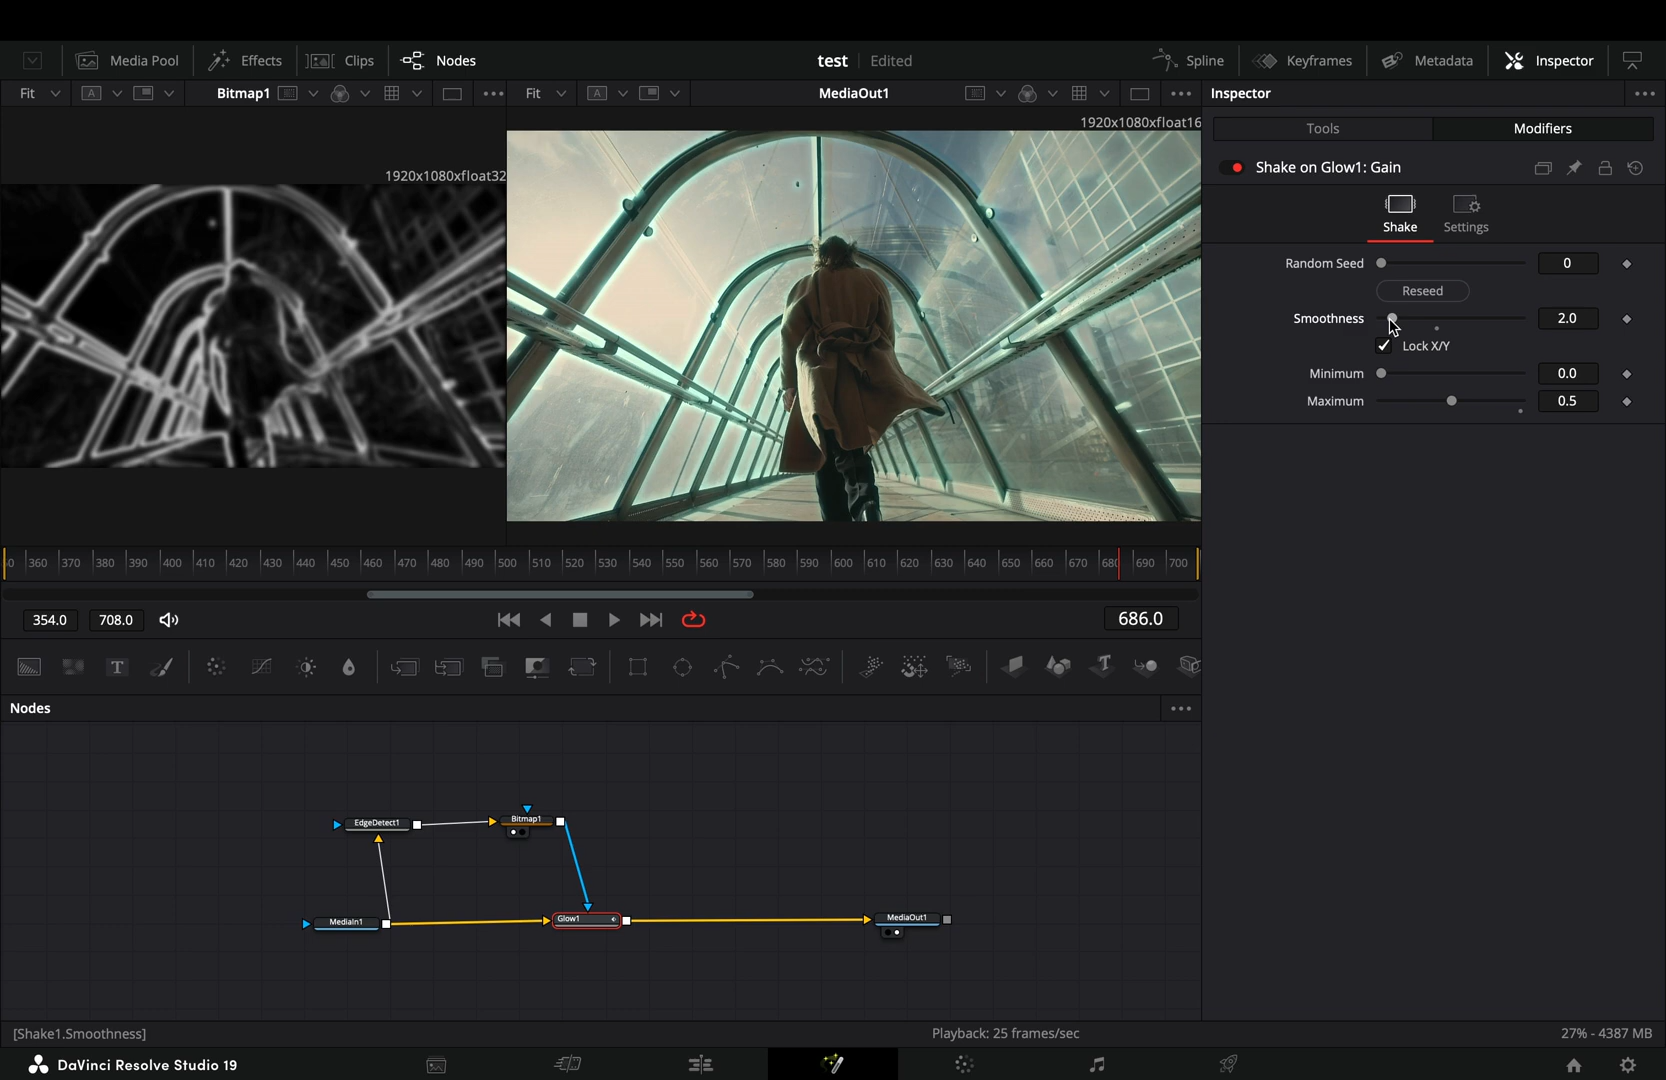 Media Pool
Effects
Clips
Nodes
test
Edited
Spline
Keyframes
Metadata
Inspector
Fit
A
Bitmap1
Fit
A
MediaOut1
Inspector
1920x1080xfloat32
1920x1080xfloat16
Tools
Modifiers
Shake on Glow1: Gain
Shake
Settings
Random Seed
0
Reseed
Smoothness
2.0
Lock X/Y
Minimum
0.0
Maximum
0.5
360 370 380 390 400 410 420 430 440 450 460 470 480 490 500 510 520 530 540 550 560 570 580 590 600 610 620 630 640 650 660 670 680 690 700
354.0
708.0
686.0
T
T
Nodes
EdgeDetect1
Bitmap1
MediaIn1
Glow1
MediaOut1
[Shake1.Smoothness]
Playback: 25 frames/sec
27% - 4387 MB
DaVinci Resolve Studio 19